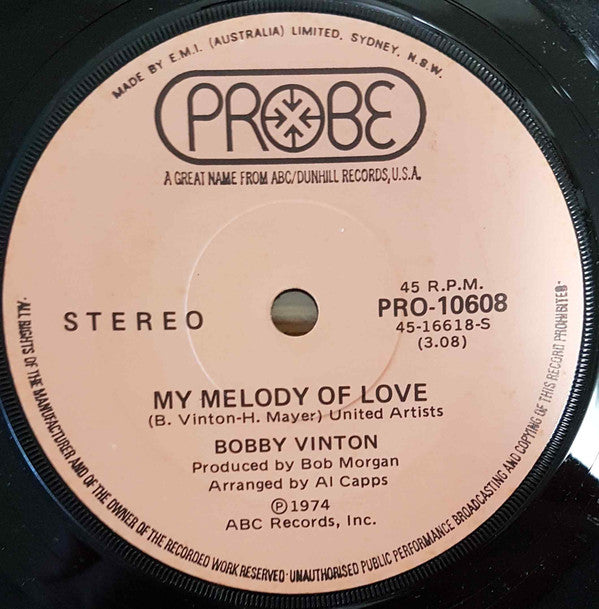 MADE BY E.M.I. (AUSTRALIA) LIMITED, SYDNEY, N.S.W.
PROBE
A GREAT NAME FROM ABC/DUNHILL RECORDS, U.S.A.
45 R.P.M.
STEREO
PRO-10608
45-16618-S
(3.08)
MY MELODY OF LOVE
(B. Vinton-H. Mayer) United Artists
BOBBY VINTON
Produced by Bob Morgan
Arranged by Al Capps
℗1974
ABC Records, Inc.
·ALL RIGHTS OF THE MANUFACTURER AND OF THE OWNER OF THE RECORDED WORK RESERVED·UNAUTHORISED PUBLIC PERFORMANCE BROADCASTING AND COPYING OF THIS RECORD PROHIBITED·